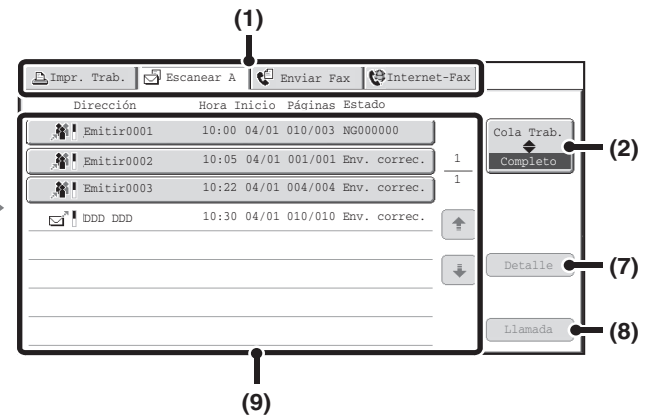 (1)
Impr. Trab. Escanear A Enviar Fax Internet-Fax
Dirección Hora Inicio Páginas Estado
Emitir0001 10:00 04/01 010/003 NG000000
Emitir0002 10:05 04/01 001/001 Env. correc.
Emitir0003 10:22 04/01 004/004 Env. correc.
DDD DDD 10:30 04/01 010/010 Env. correc.
1
1
Cola Trab.
Completo
(2)
Detalle
(7)
Llamada
(8)
(9)